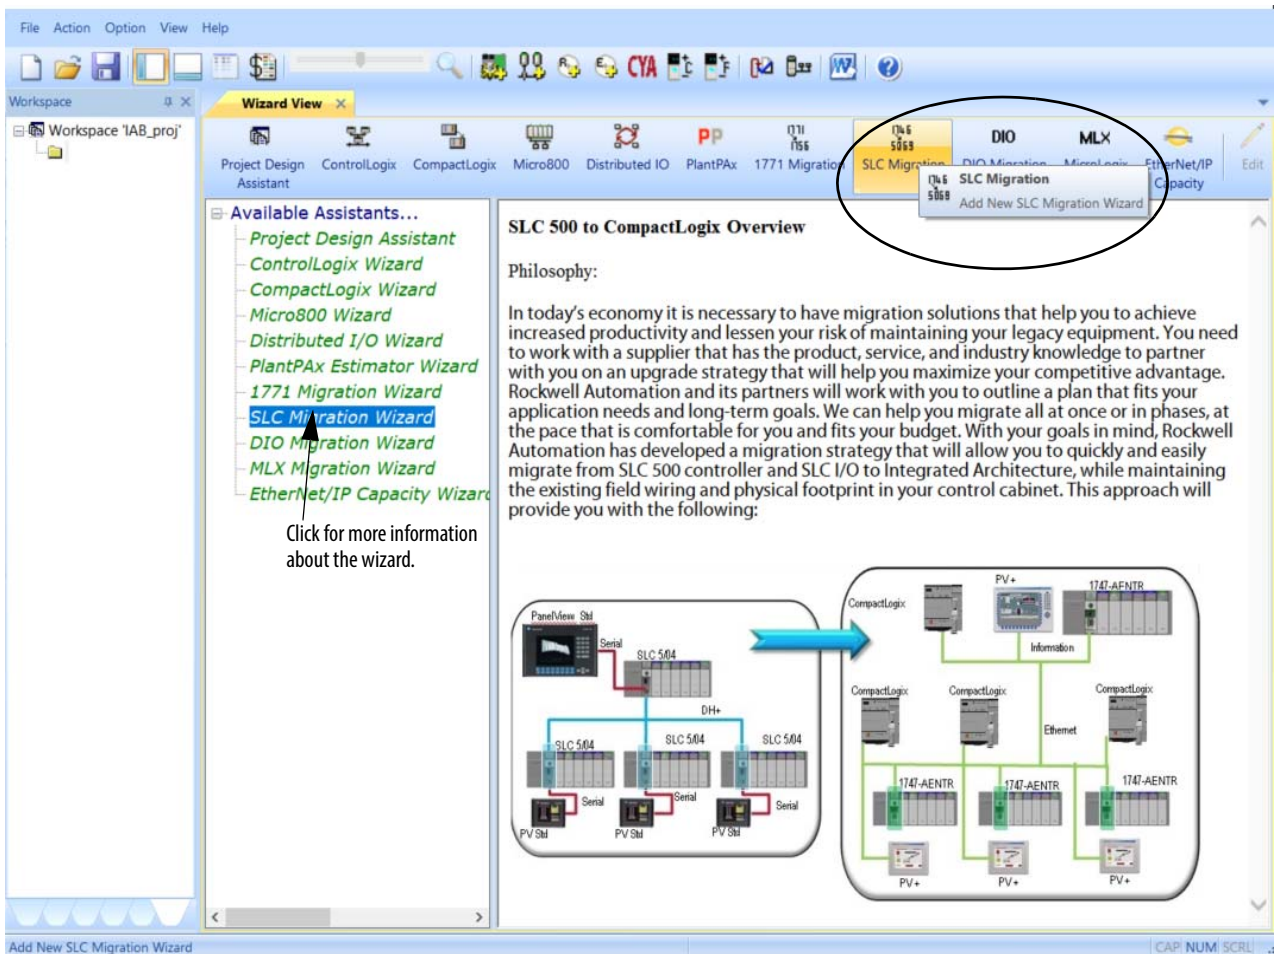 File Action Option View Help
CYA
Workspace
Wizard View
Workspace 'IAB_proj'
Project Design Assistant
ControlLogix
CompactLogix
Micro800
Distributed IO
PP
PlantPAx
1771 Migration
SLC Migration
DIO
DIO Migration
MLX
EtherNet/IP Capacity
Edit
SLC Migration
Add New SLC Migration Wizard
Available Assistants...
Project Design Assistant
ControlLogix Wizard
CompactLogix Wizard
Micro800 Wizard
Distributed I/O Wizard
PlantPAx Estimator Wizard
1771 Migration Wizard
SLC Migration Wizard
DIO Migration Wizard
MLX Migration Wizard
EtherNet/IP Capacity Wizard
Click for more information
about the wizard.
SLC 500 to CompactLogix Overview
Philosophy:
In today's economy it is necessary to have migration solutions that help you to achieve
increased productivity and lessen your risk of maintaining your legacy equipment. You need
to work with a supplier that has the product, service, and industry knowledge to partner
with you on an upgrade strategy that will help you maximize your competitive advantage.
Rockwell Automation and its partners will work with you to outline a plan that fits your
application needs and long-term goals. We can help you migrate all at once or in phases, at
the pace that is comfortable for you and fits your budget. With your goals in mind, Rockwell
Automation has developed a migration strategy that will allow you to quickly and easily
migrate from SLC 500 controller and SLC I/O to Integrated Architecture, while maintaining
the existing field wiring and physical footprint in your control cabinet. This approach will
provide you with the following:
PanelView Std
Serial
SLC 5/04
DH+
SLC 5/04
SLC 5/04
SLC 5/04
Serial
Serial
Serial
PV Std
PV Std
PV Std
CompactLogix
PV+
1747-AENTR
Information
CompactLogix
CompactLogix
CompactLogix
Ethernet
1747-AENTR
1747-AENTR
1747-AENTR
PV+
PV+
PV+
Add New SLC Migration Wizard
CAP NUM SCRL